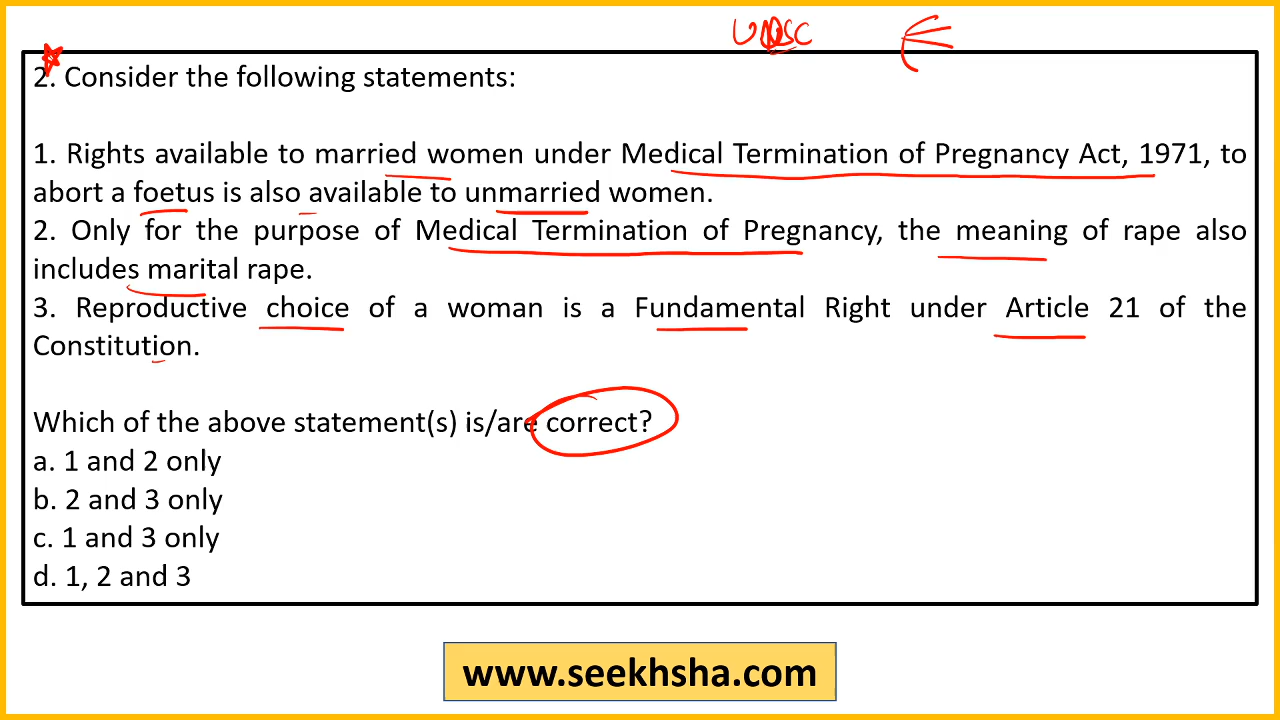 UPSC
2. Consider the following statements:
1. Rights available to married women under Medical Termination of Pregnancy Act, 1971, to
abort a foetus is also available to unmarried women.
2. Only for the purpose of Medical Termination of Pregnancy, the meaning of rape also
includes marital rape.
3. Reproductive choice of a woman is a Fundamental Right under Article 21 of the
Constitution.
Which of the above statement(s) is/are correct?
a. 1 and 2 only
b. 2 and 3 only
c. 1 and 3 only
d. 1, 2 and 3
www.seekhsha.com